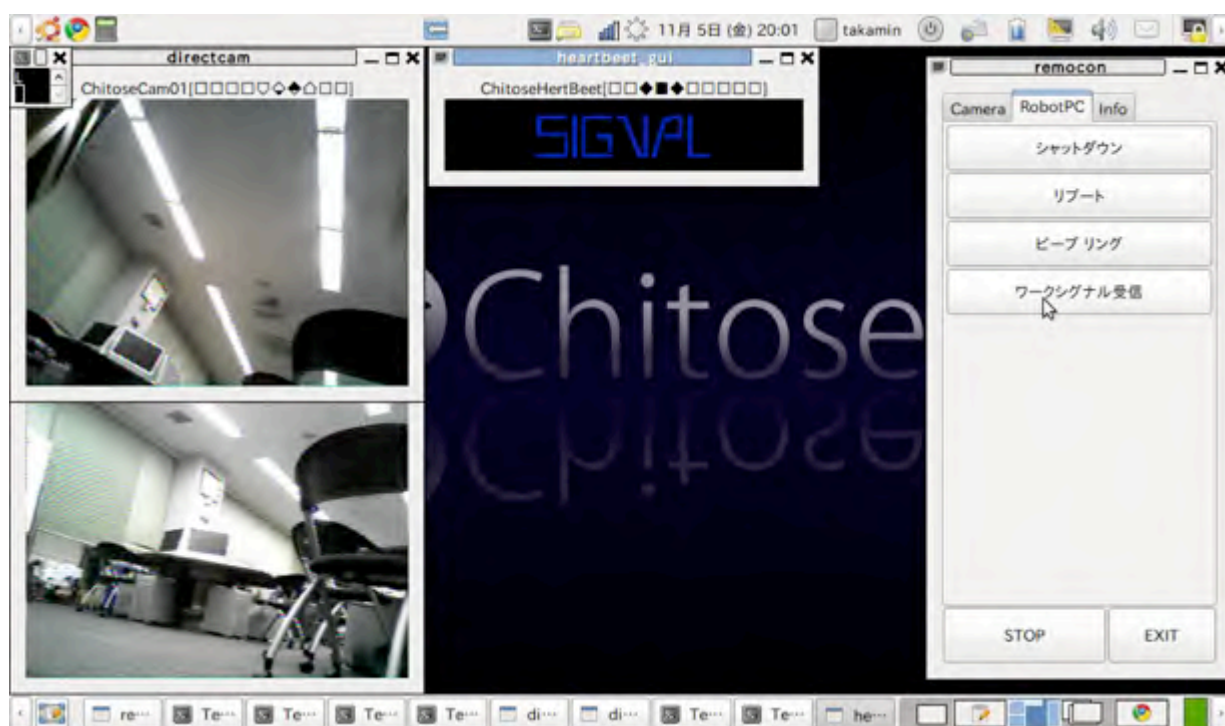 11月 5日 (金) 20:01
takamin
directcam
ChitoseCam01[□□□□♡♤♠♤□□]
heartbeet_gui
ChitoseHertBeet[□□◆■◆□□□□□]
SIGVAL
Chitose
remocon
Camera
RobotPC
Info
シャットダウン
リブート
ビープ リング
ワークシグナル受信
STOP
EXIT
re…
Te…
Te…
Te…
Te…
di…
di…
Te…
Te…
he…